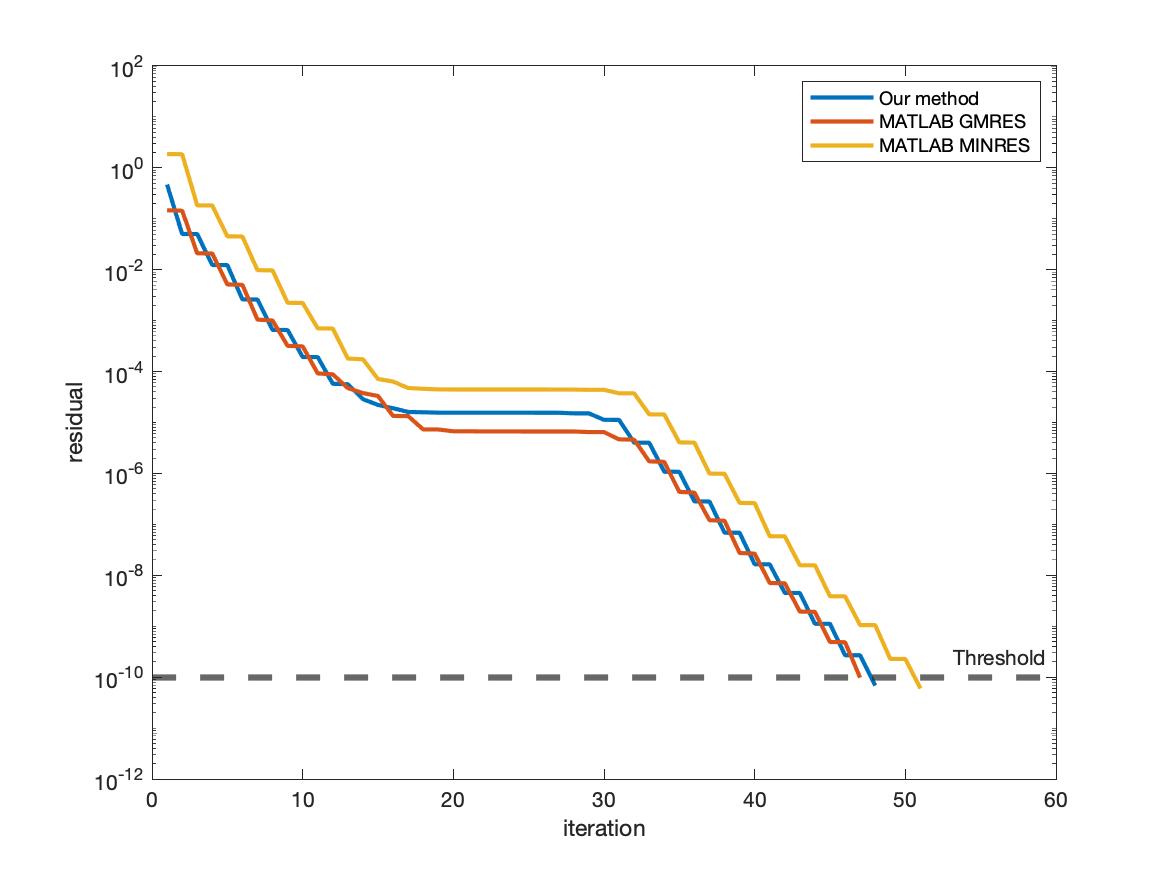 10^2
10^0
10^-2
10^-4
10^-6
10^-8
10^-10
10^-12
residual
Our method
MATLAB GMRES
MATLAB MINRES
Threshold
0 10 20 30 40 50 60
iteration